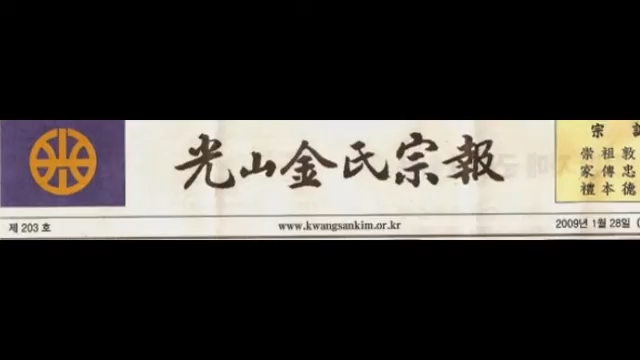 光山金氏宗報
宗
崇 祖 敦
家 傳 忠
禮 本 德
제 203 호
www.kwangsankim.or.kr
2009년 1월 28일 (